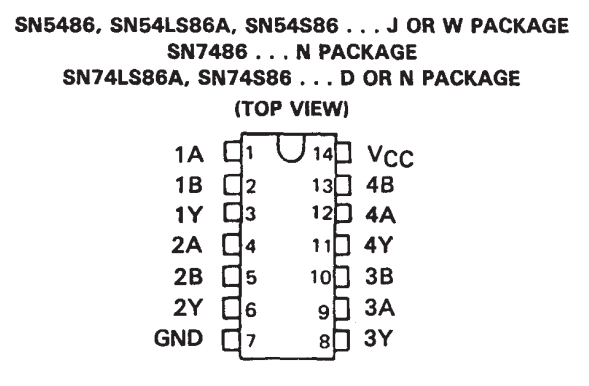 SN5486, SN54LS86A, SN54S86 . . . J OR W PACKAGE
SN7486 . . . N PACKAGE
SN74LS86A, SN74S86 . . . D OR N PACKAGE
(TOP VIEW)
1A 1 14 VCC
1B 2 13 4B
1Y 3 12 4A
2A 4 11 4Y
2B 5 10 3B
2Y 6 9 3A
GND 7 8 3Y